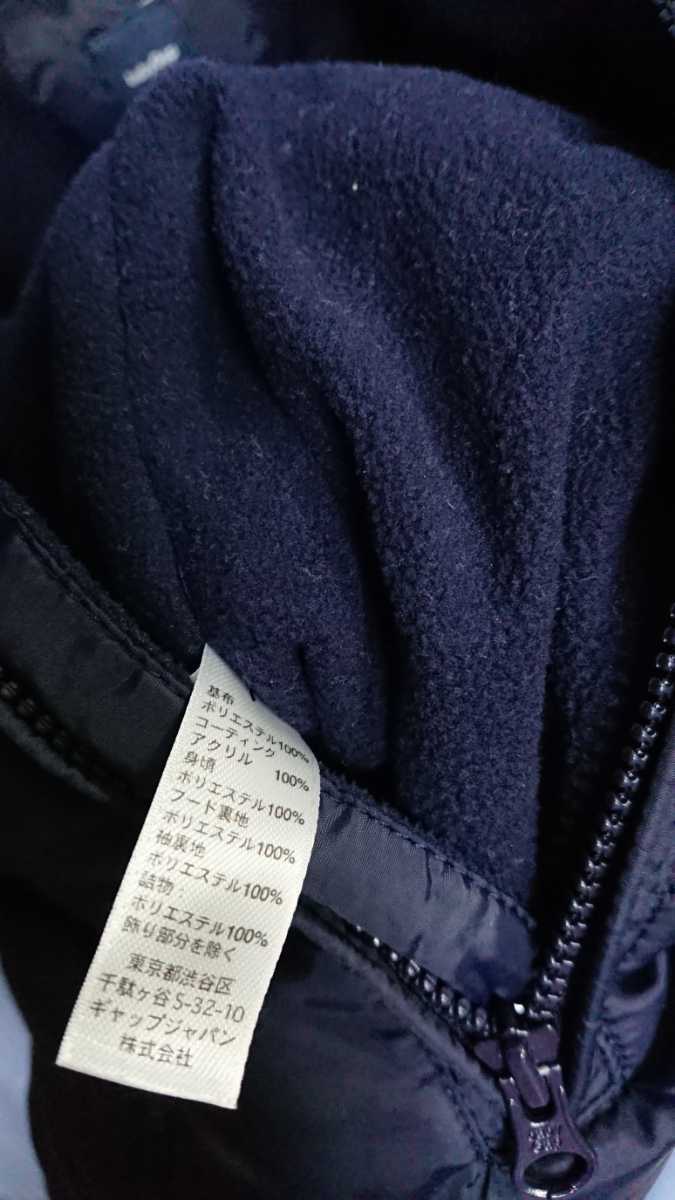 基布
ポリエステル100%
コーティング
アクリル 100%
身頃
ポリエステル100%
フード裏地
ポリエステル100%
袖裏地
ポリエステル100%
詰物
ポリエステル100%
飾り部分を除く
東京都渋谷区
千駄ヶ谷5-32-10
ギャップジャパン
株式会社